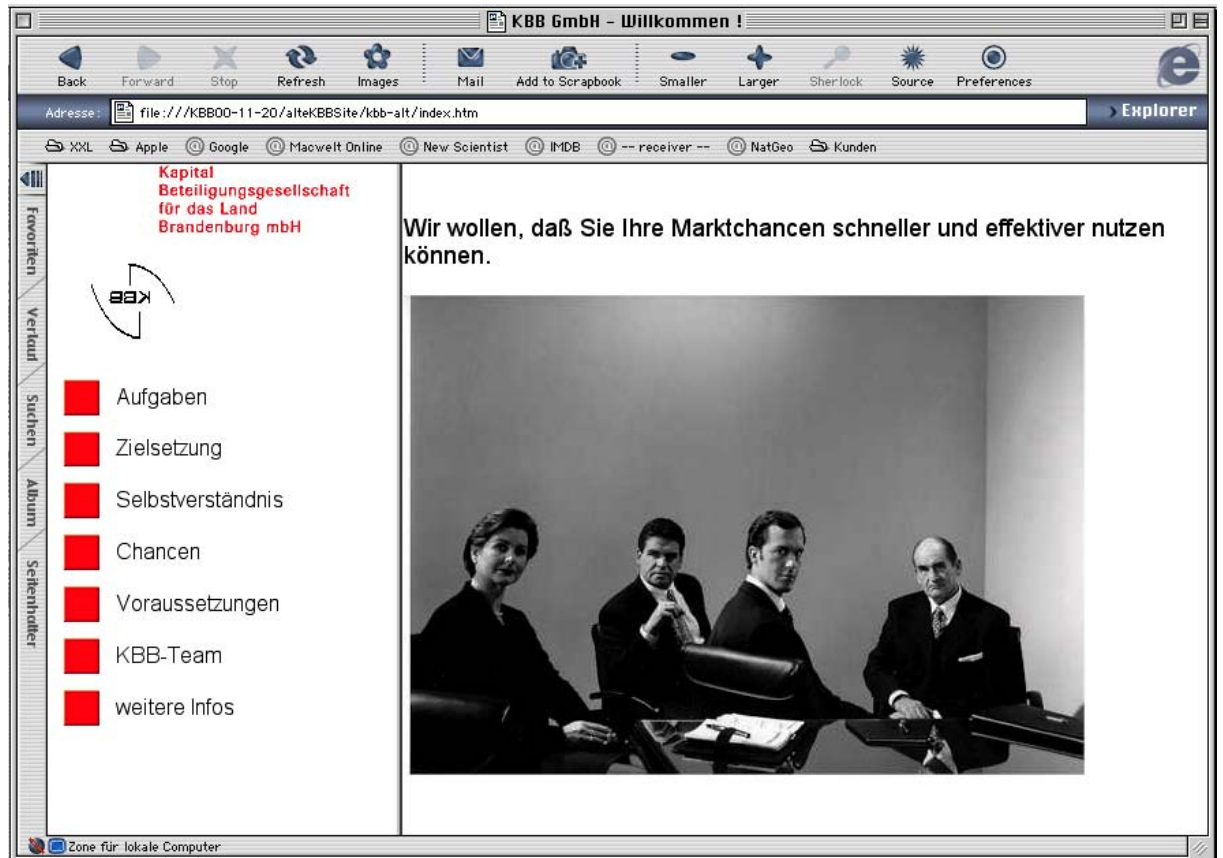 KBB GmbH - Willkommen !
Back Forward Stop Refresh Images Mail Add to Scrapbook Smaller Larger Sherlock Source Preferences
Adresse: file:///KBB00-11-20/alteKBBSite/kbb-alt/index.htm Explorer
XXL Apple Google Macwelt Online New Scientist IMDB -- receiver -- NatGeo Kunden
Favoriten
Verlauf
Suchen
Album
Seitenhalter
Kapital
Beteiligungsgesellschaft
für das Land
Brandenburg mbH
KBB
Aufgaben
Zielsetzung
Selbstverständnis
Chancen
Voraussetzungen
KBB-Team
weitere Infos
Wir wollen, daß Sie Ihre Marktchancen schneller und effektiver nutzen
können.
Zone für lokale Computer